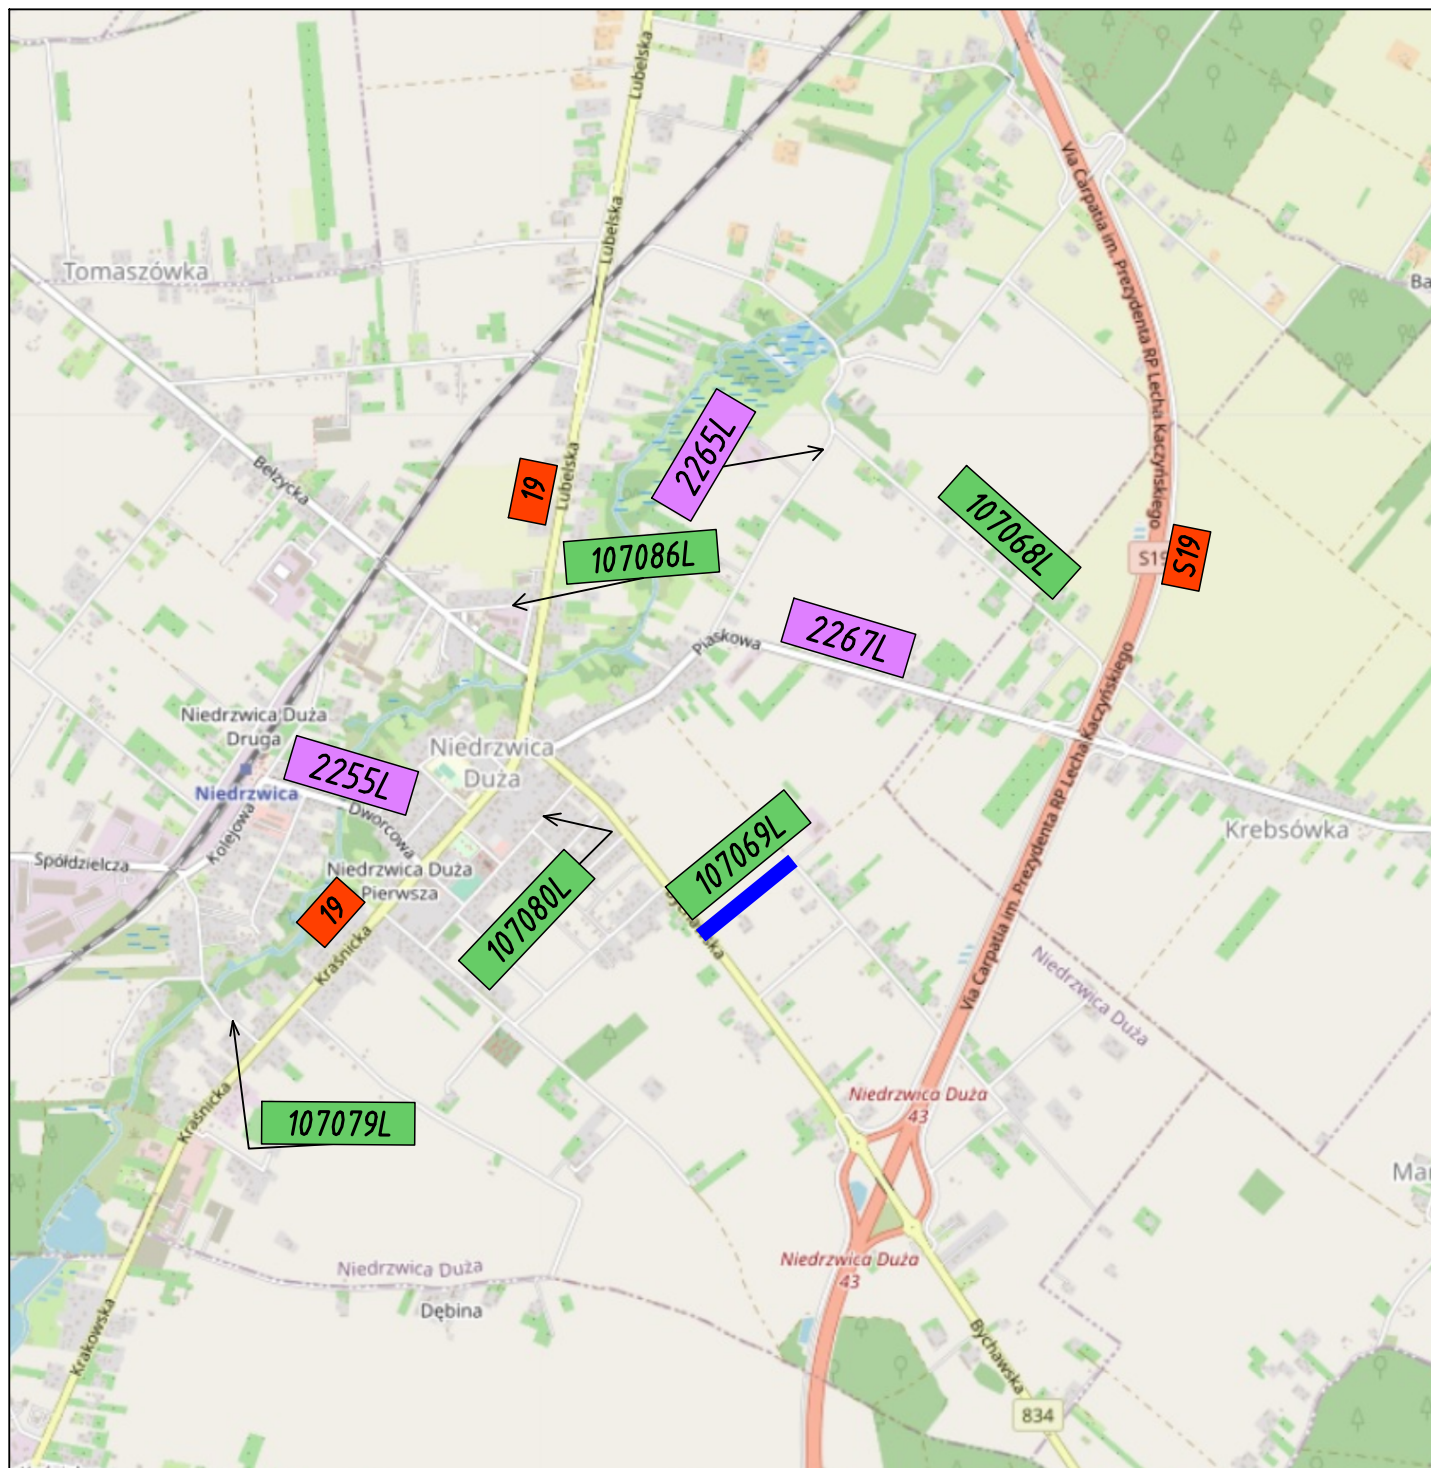 Lubelska
Via Carpatia im. Prezydenta RP Lecha Kaczyńskiego
Lubelska
Tomaszówka
Bełżycka
19
Lubelska
2265L
107086L
107068L
S19
S19
Piaskowa
2267L
Niedrzwica Duża
Druga
Niedrzwica
2255L
Niedrzwica
Duża
Kolejowa
Dworcowa
Spółdzielcza
Niedrzwica Duża
Pierwsza
19
Kraśnicka
107080L
107069L
Krebsówka
Via Carpatia im. Prezydenta RP Lecha Kaczyńskiego
Niedrzwica Duża
Kraśnicka
107079L
Niedrzwica Duża
43
Niedrzwica Duża
43
Niedrzwica Duża
Dębina
Krakowska
Bychawska
834